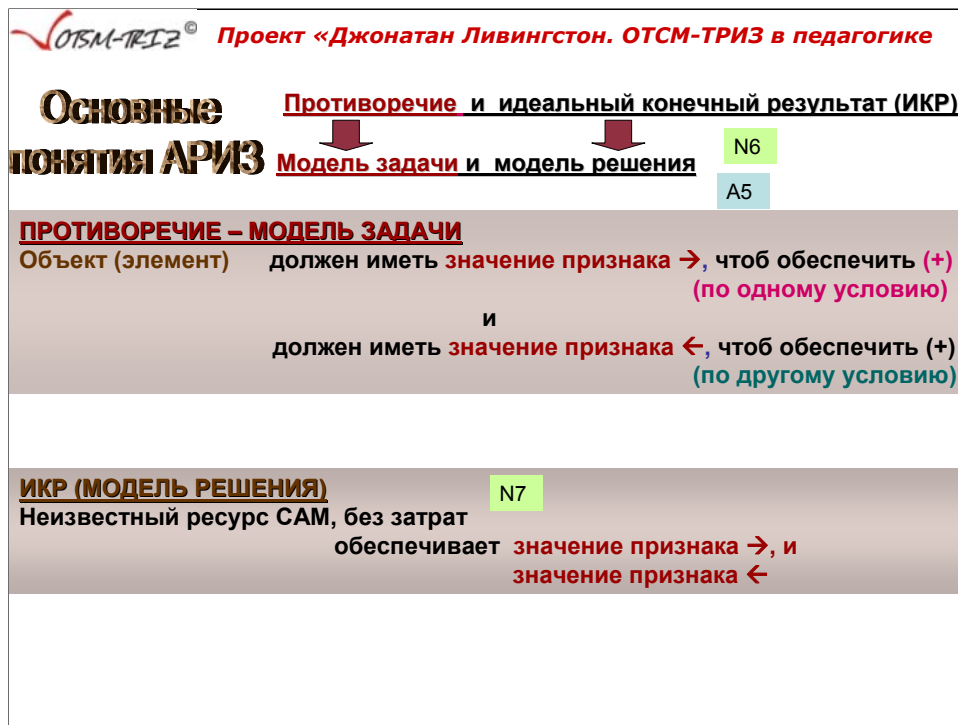 OTSM-TRIZ©
Проект «Джонатан Ливингстон. ОТСМ-ТРИЗ в педагогике
Основные
понятия АРИЗ
Противоречие и идеальный конечный результат (ИКР)
Модель задачи и модель решения
N6
A5
ПРОТИВОРЕЧИЕ – МОДЕЛЬ ЗАДАЧИ
Объект (элемент) должен иметь значение признака →, чтоб обеспечить (+)
(по одному условию)
и
должен иметь значение признака ←, чтоб обеспечить (+)
(по другому условию)
ИКР (МОДЕЛЬ РЕШЕНИЯ)
N7
Неизвестный ресурс САМ, без затрат
обеспечивает значение признака →, и
значение признака ←